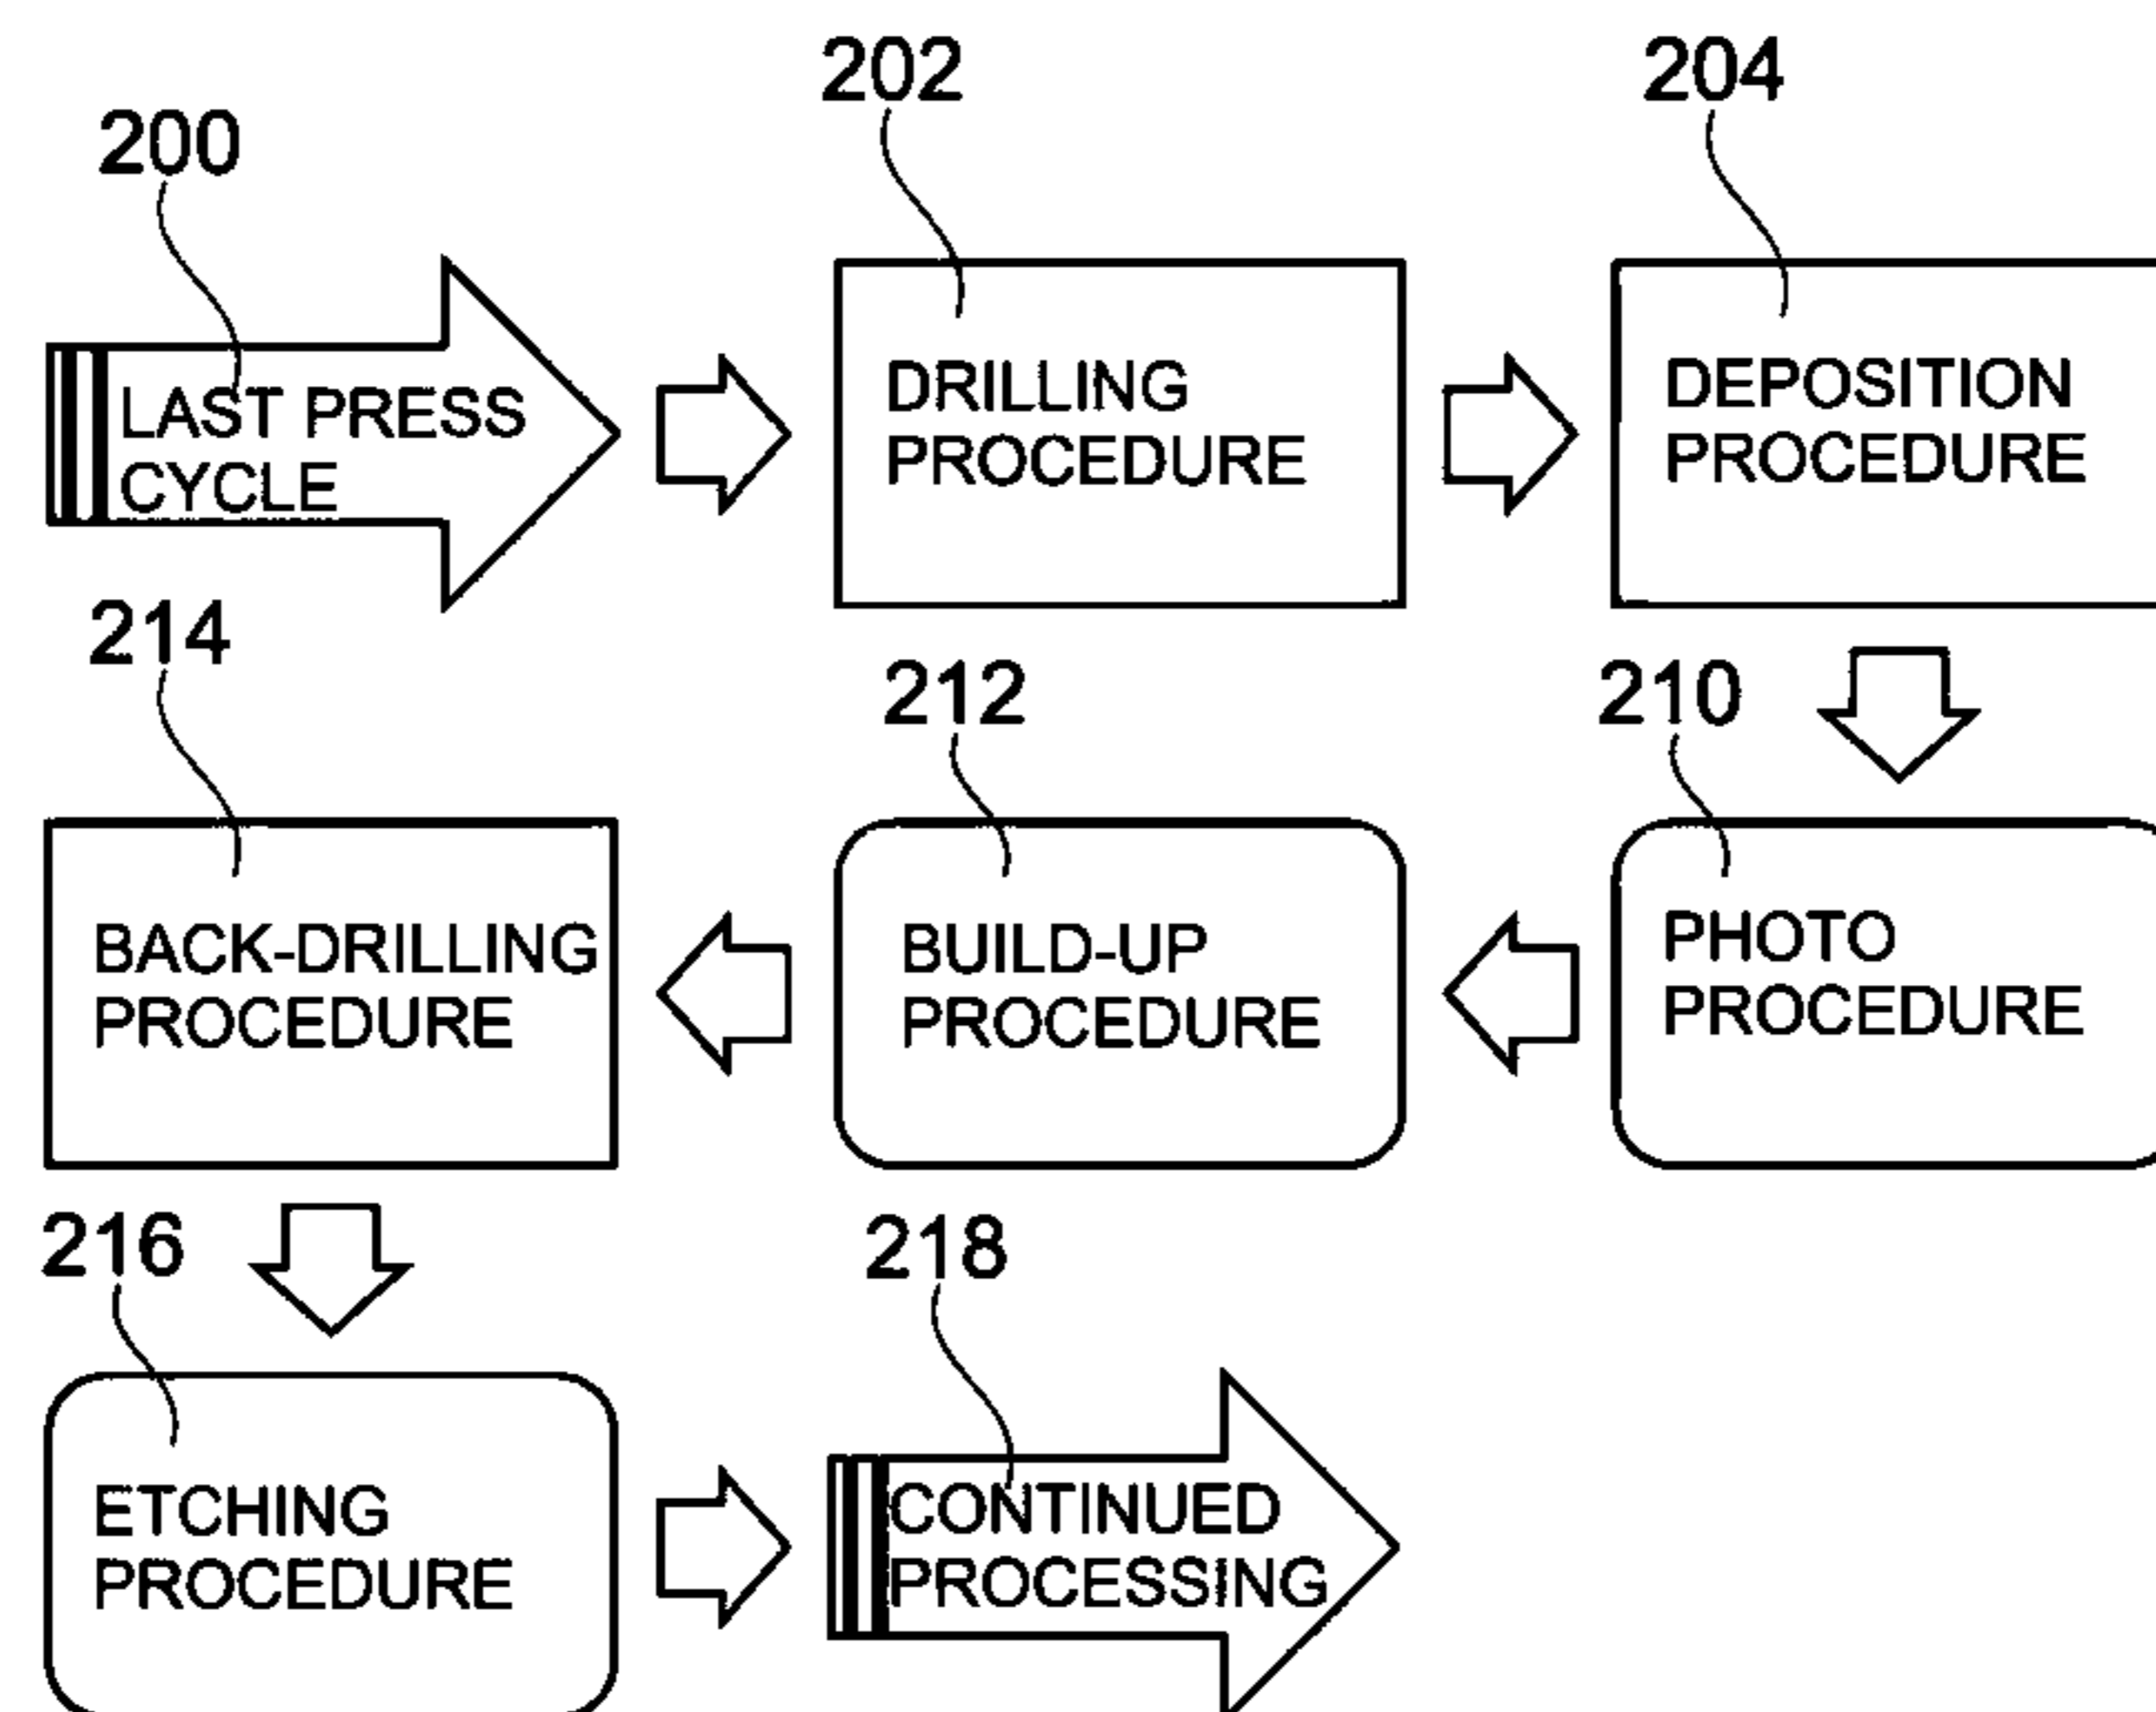 200
LAST PRESS
CYCLE
202
DRILLING
PROCEDURE
204
DEPOSITION
PROCEDURE
210
PHOTO
PROCEDURE
212
BUILD-UP
PROCEDURE
214
BACK-DRILLING
PROCEDURE
216
ETCHING
PROCEDURE
218
CONTINUED
PROCESSING